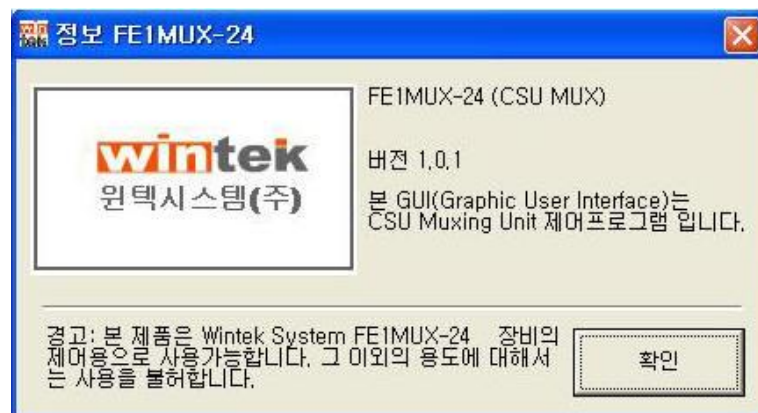 정보 FE1MUX-24
wintek
윈텍시스템(주)
FE1MUX-24 (CSU MUX)
버전 1,0,1
본 GUI(Graphic User Interface)는
CSU Muxing Unit 제어프로그램 입니다.
경고: 본 제품은 Wintek System FE1MUX-24 장비의
제어용으로 사용가능합니다. 그 이외의 용도에 대해서
는 사용을 불허합니다.
확인